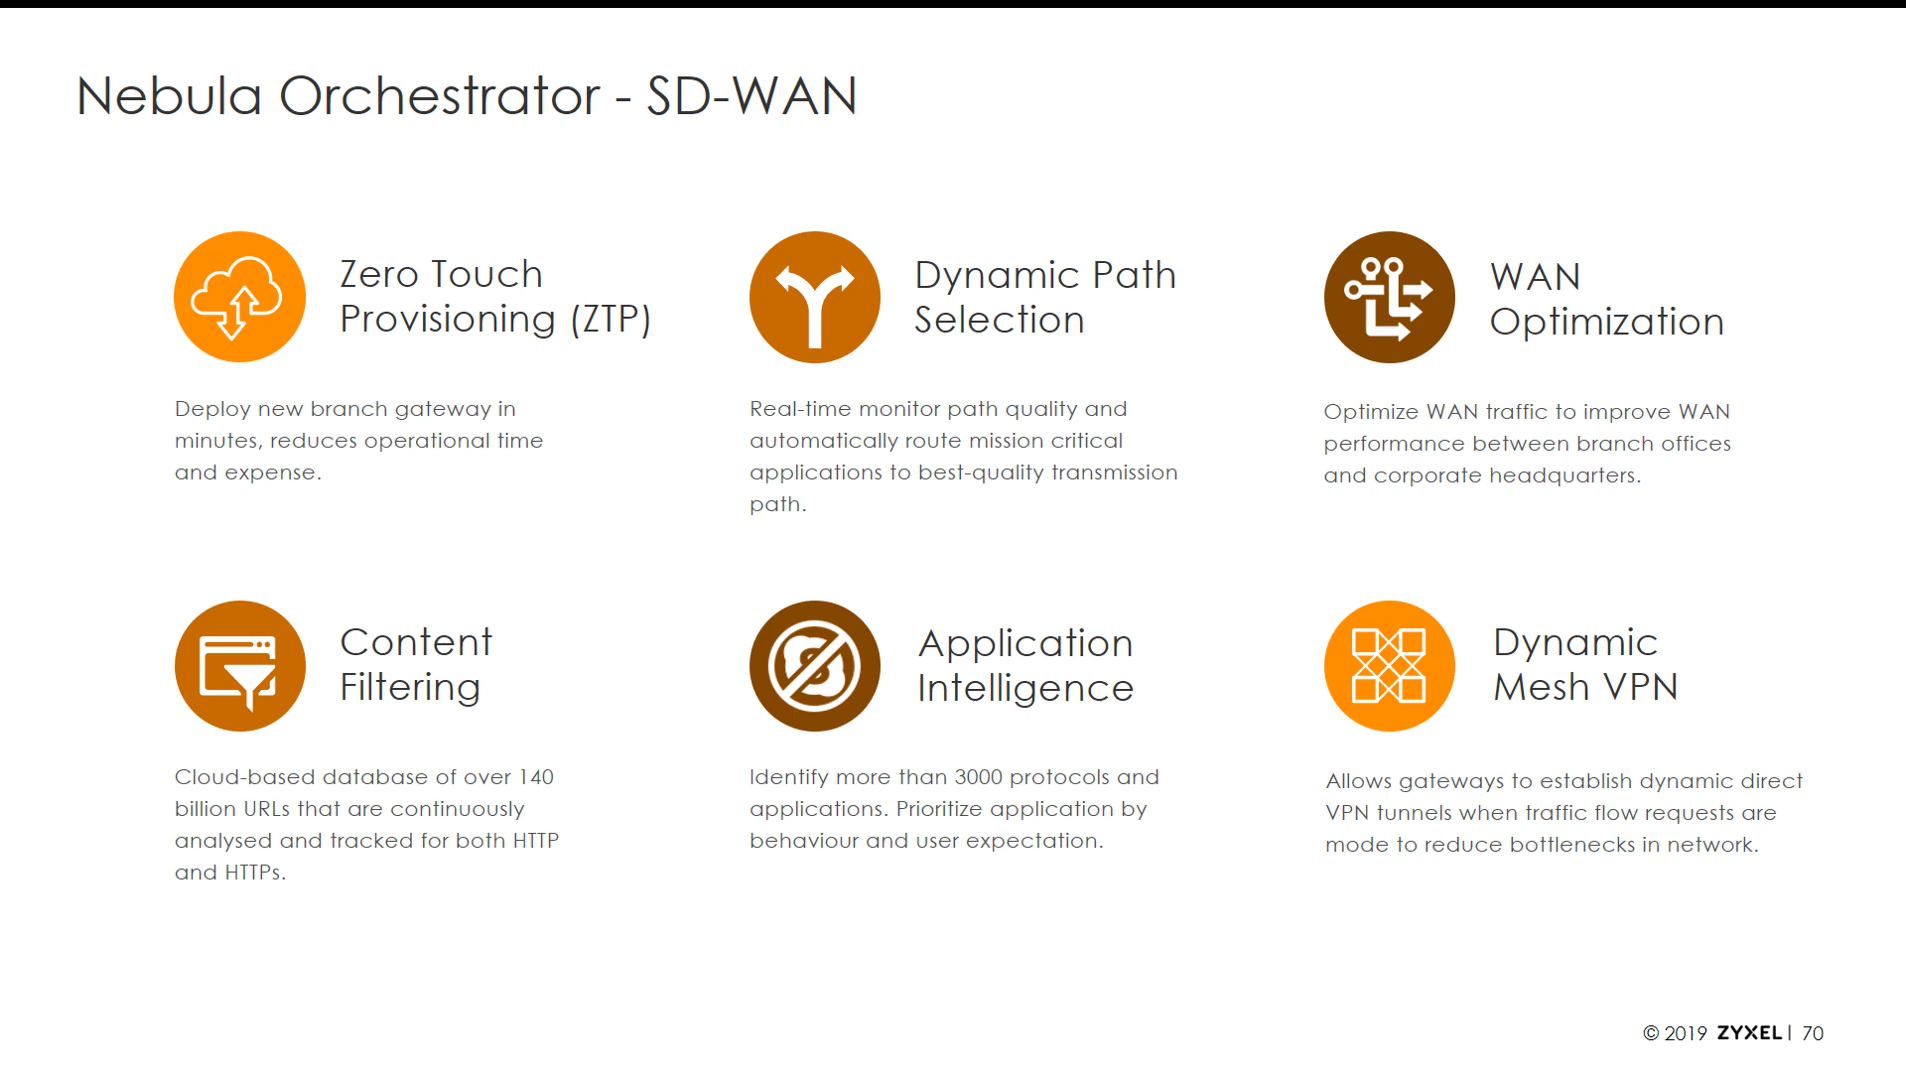 Nebula Orchestrator - SD-WAN
Zero Touch
Provisioning (ZTP)
Deploy new branch gateway in
minutes, reduces operational time
and expense.
Dynamic Path
Selection
Real-time monitor path quality and
automatically route mission critical
applications to best-quality transmission
path.
WAN
Optimization
Optimize WAN traffic to improve WAN
performance between branch offices
and corporate headquarters.
Content
Filtering
Cloud-based database of over 140
billion URLs that are continuously
analysed and tracked for both HTTP
and HTTPs.
Application
Intelligence
Identify more than 3000 protocols and
applications. Prioritize application by
behaviour and user expectation.
Dynamic
Mesh VPN
Allows gateways to establish dynamic direct
VPN tunnels when traffic flow requests are
mode to reduce bottlenecks in network.
© 2019 ZYXEL | 70